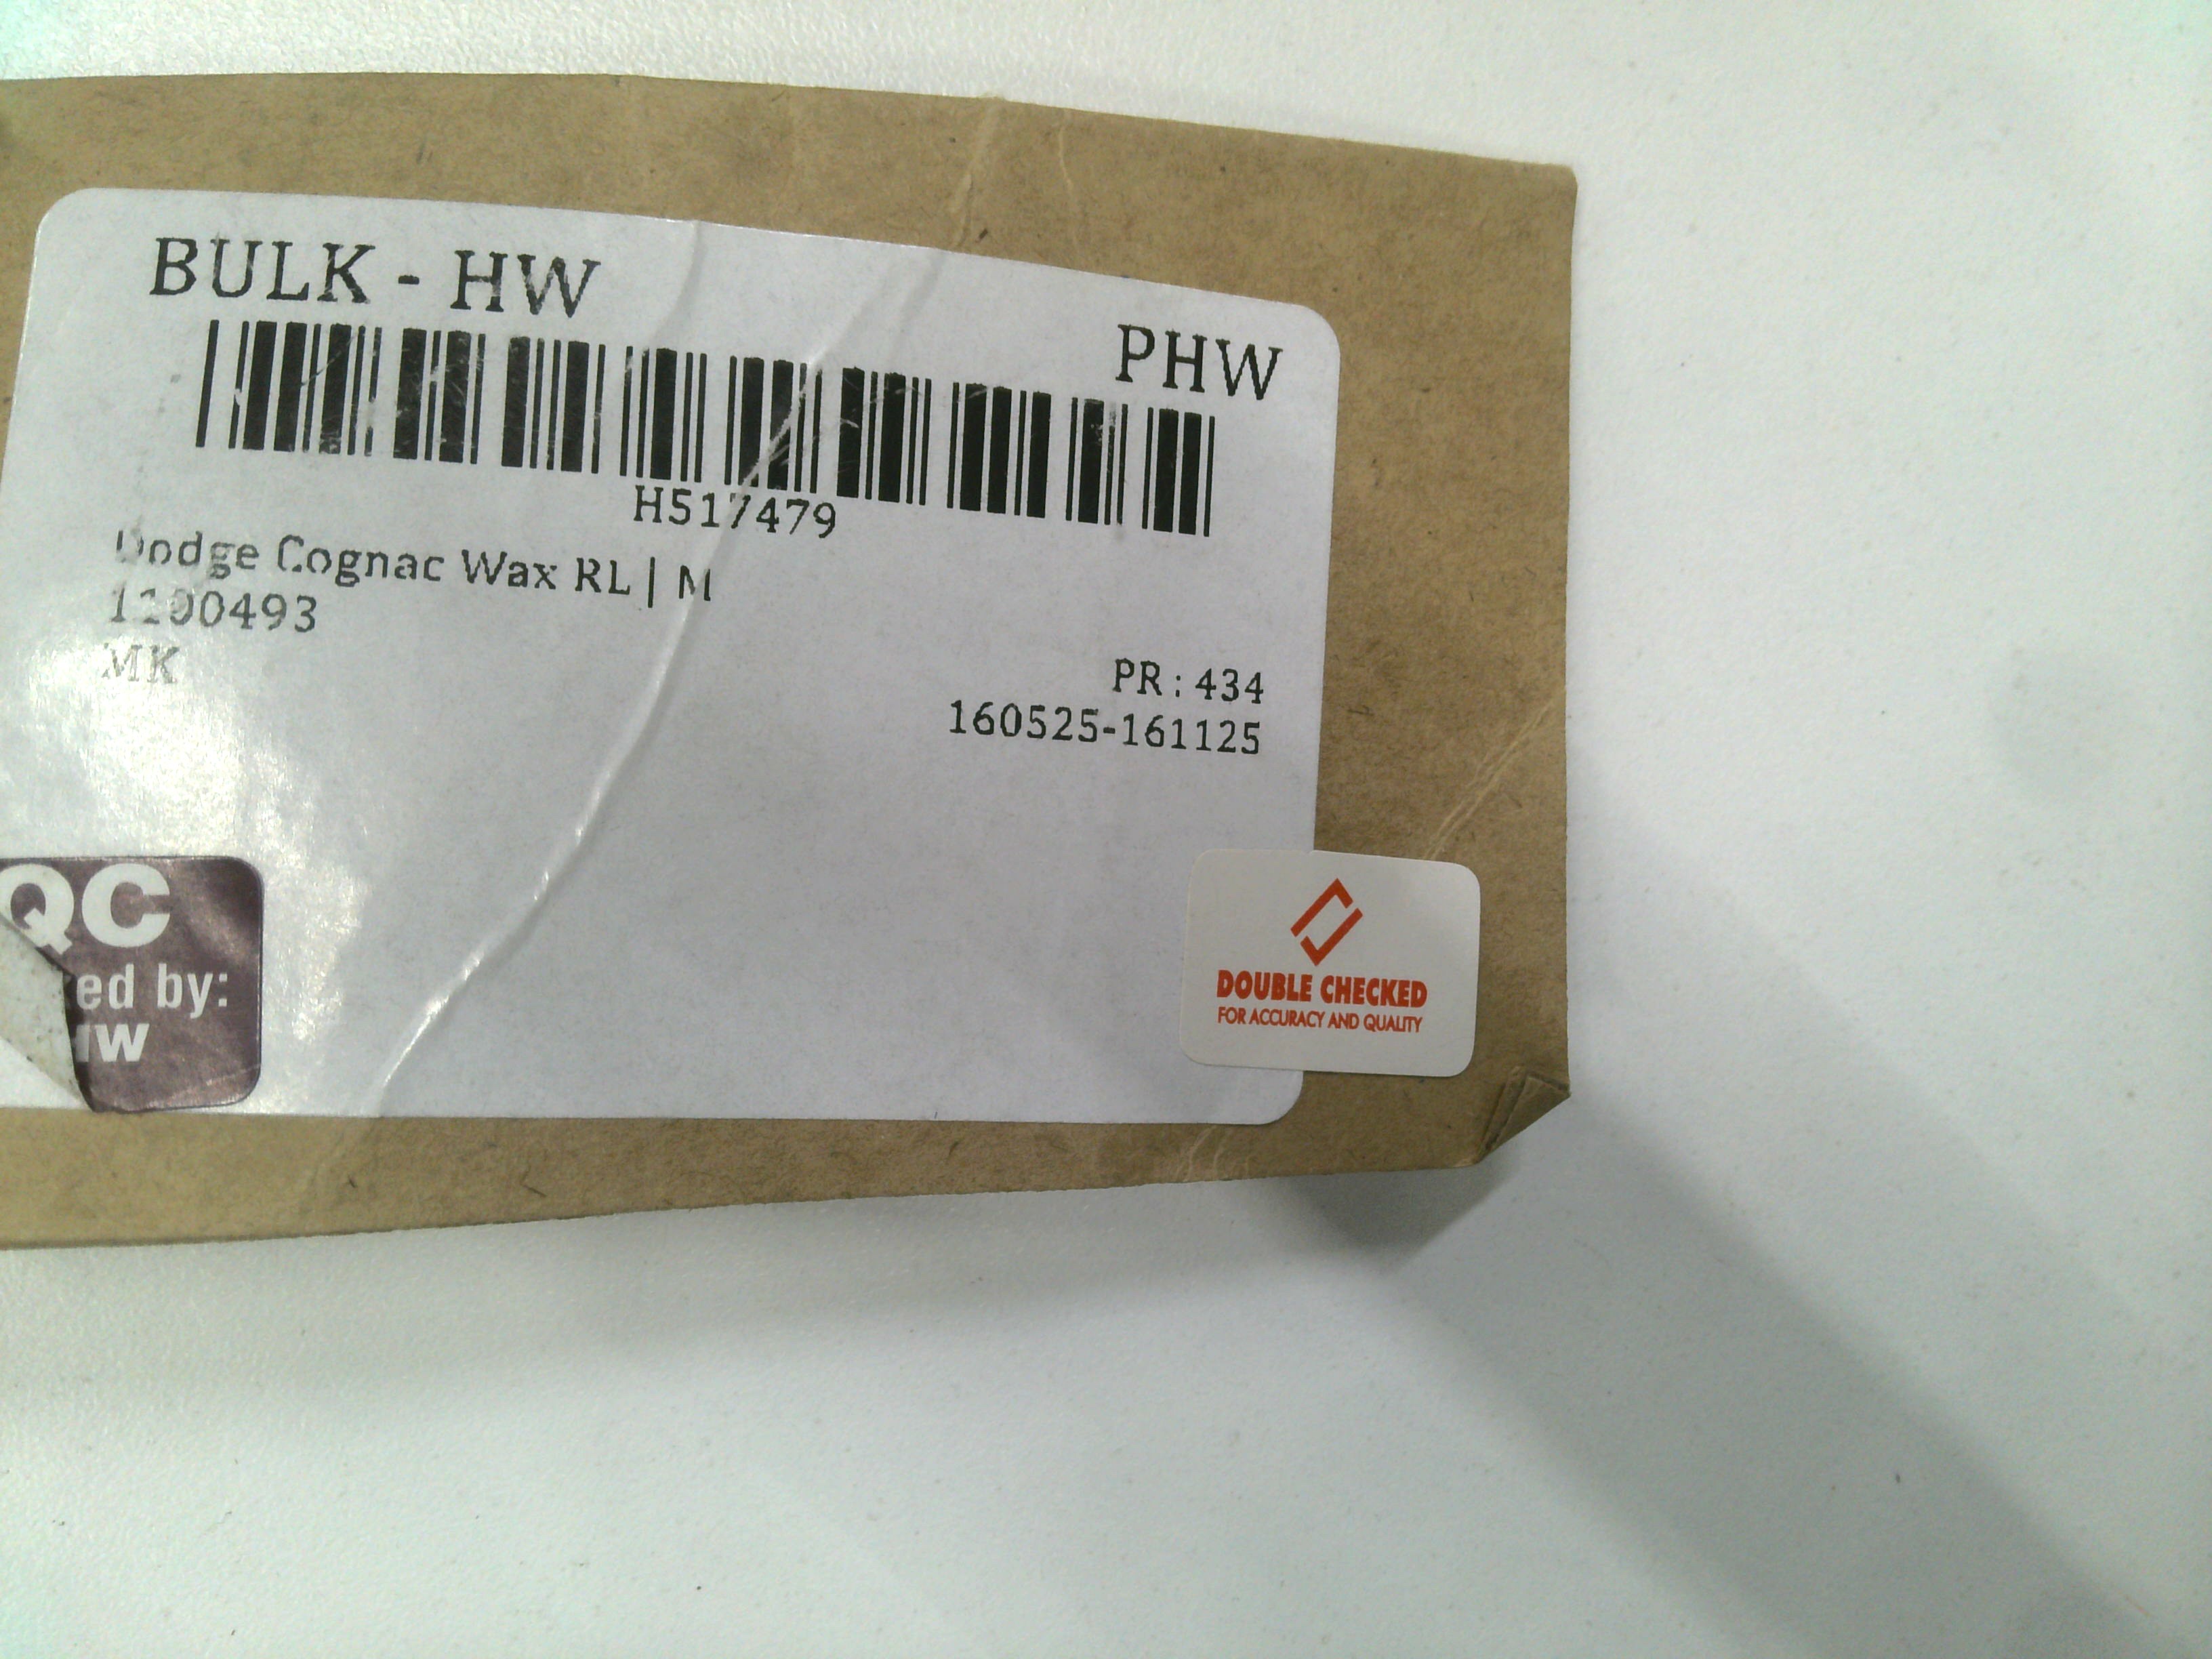 BULK - HW
PHW
H517479
Dodge Cognac Wax RL | M
1100493
MK
PR : 434
160525-161125
QC
ed by:
HW
DOUBLE CHECKED
FOR ACCURACY AND QUALITY